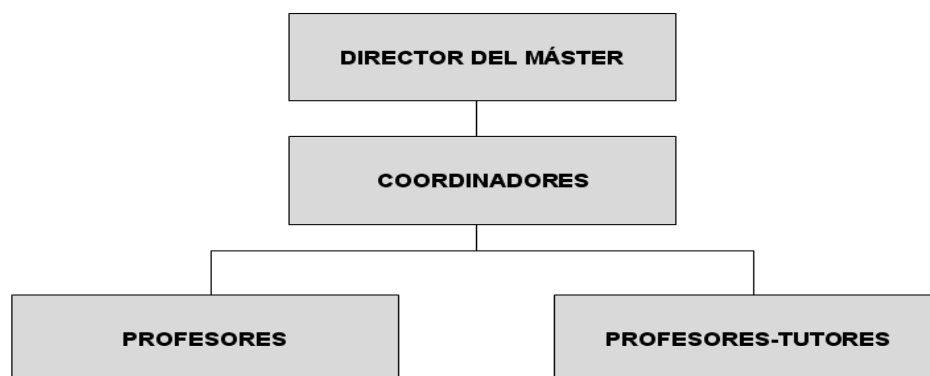 DIRECTOR DEL MÁSTER
COORDINADORES
PROFESORES
PROFESORES-TUTORES